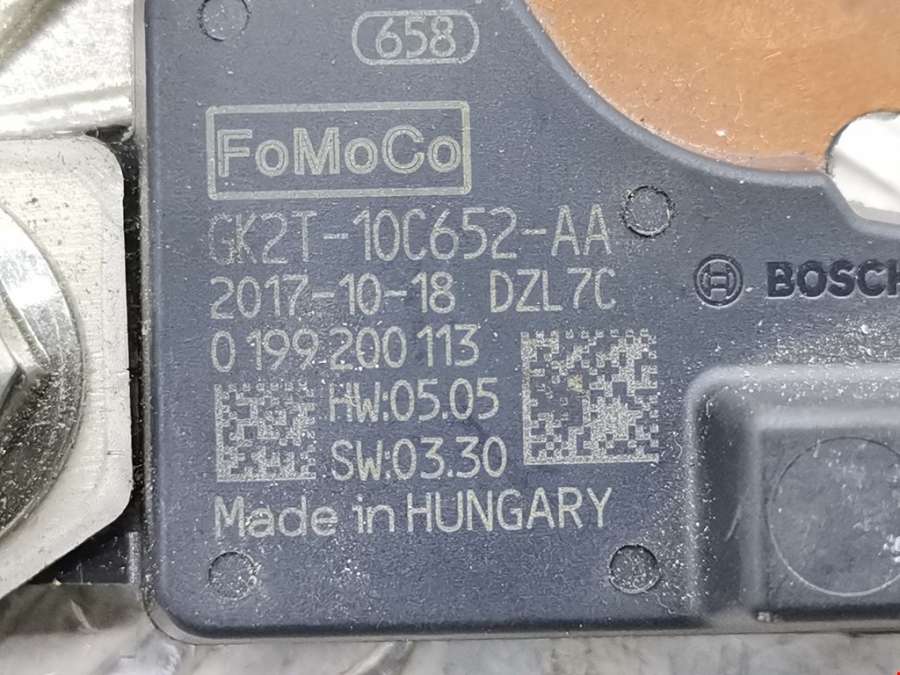 658
FoMoCo
GK2T-10C652-AA
2017-10-18 DZL7C
BOSCH
0 199 200 113
HW:05.05
SW:03.30
Made in HUNGARY